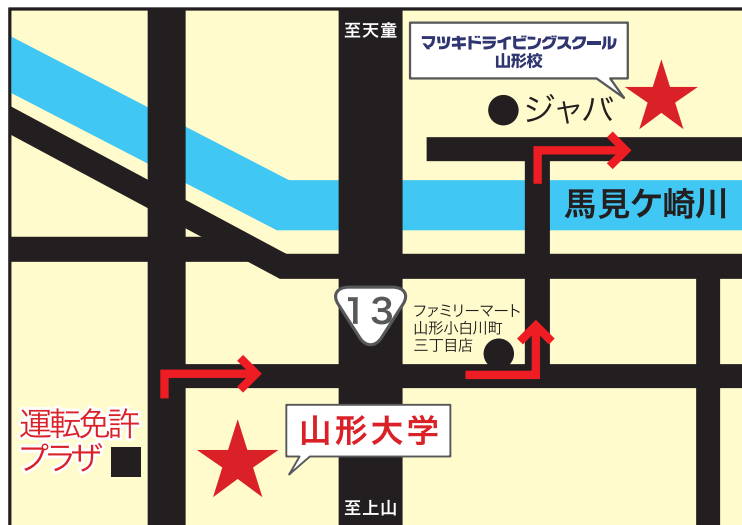 至天童
マツキドライビングスクール
山形校
ジャバ
馬見ケ崎川
13
ファミリーマート
山形小白川町
三丁目店
運転免許
プラザ
山形大学
至上山